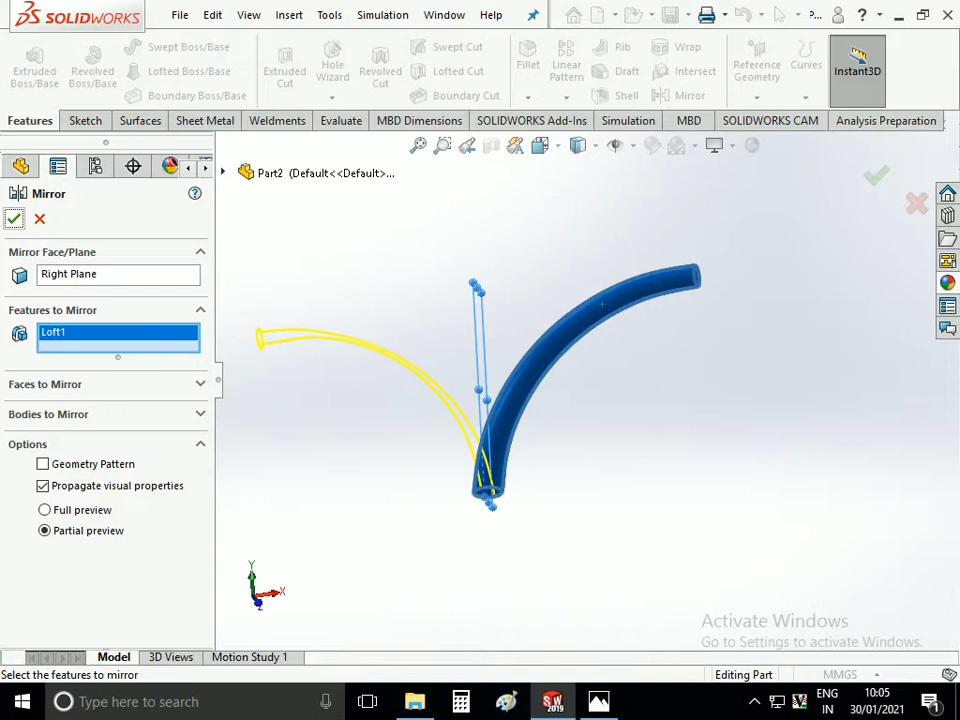 SOLIDWORKS File Edit View Insert Tools Simulation Window Help P... ?
Extruded Boss/Base
Revolved Boss/Base
Swept Boss/Base
Lofted Boss/Base
Boundary Boss/Base
Extruded Cut
Hole Wizard
Revolved Cut
Swept Cut
Lofted Cut
Boundary Cut
Fillet
Linear Pattern
Rib
Draft
Shell
Wrap
Intersect
Mirror
Reference Geometry
Curves
Instant3D
Features Sketch Surfaces Sheet Metal Weldments Evaluate MBD Dimensions SOLIDWORKS Add-Ins Simulation MBD SOLIDWORKS CAM Analysis Preparation
Part2 (Default<<Default>...
Mirror
Mirror Face/Plane
Right Plane
Features to Mirror
Loft1
Faces to Mirror
Bodies to Mirror
Options
Geometry Pattern
Propagate visual properties
Full preview
Partial preview
Y
X
Z
Activate Windows
Go to Settings to activate Windows.
Model 3D Views Motion Study 1
Select the features to mirror Editing Part MMGS
Type here to search
SW 2019
ENG
IN
10:05
30/01/2021
1